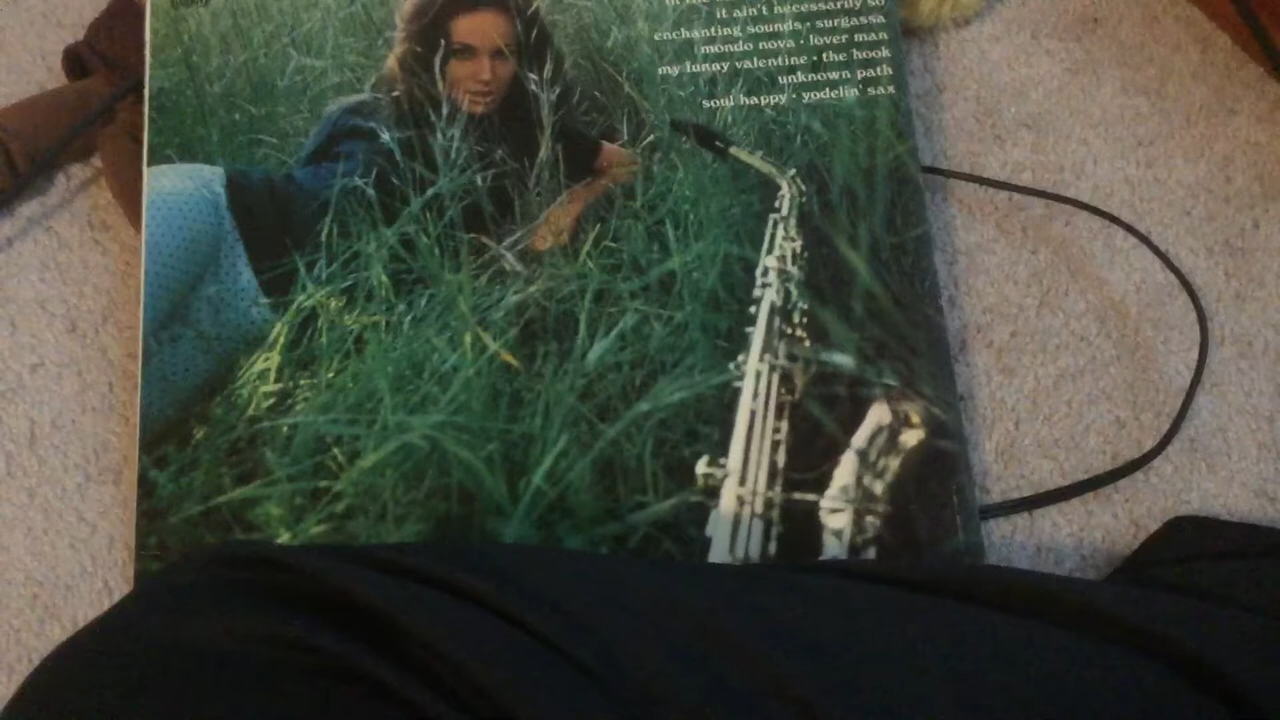 it ain't necessarily so
enchanting sounds • surgassa
mondo nova • lover man
my funny valentine • the hook
unknown path
soul happy • yodelin' sax